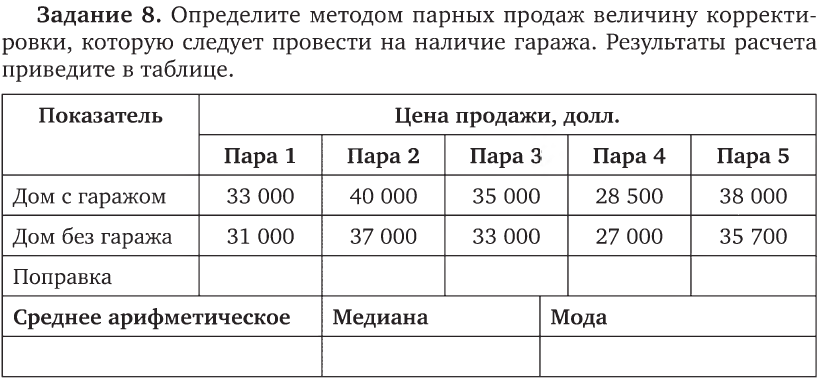 Задание 8. Определите методом парных продаж величину корректи-
ровки, которую следует провести на наличие гаража. Результаты расчета
приведите в таблице.
Показатель Цена продажи, долл.
Пара 1 Пара 2 Пара 3 Пара 4 Пара 5
Дом с гаражом 33 000 40 000 35 000 28 500 38 000
Дом без гаража 31 000 37 000 33 000 27 000 35 700
Поправка
Среднее арифметическое Медиана Мода